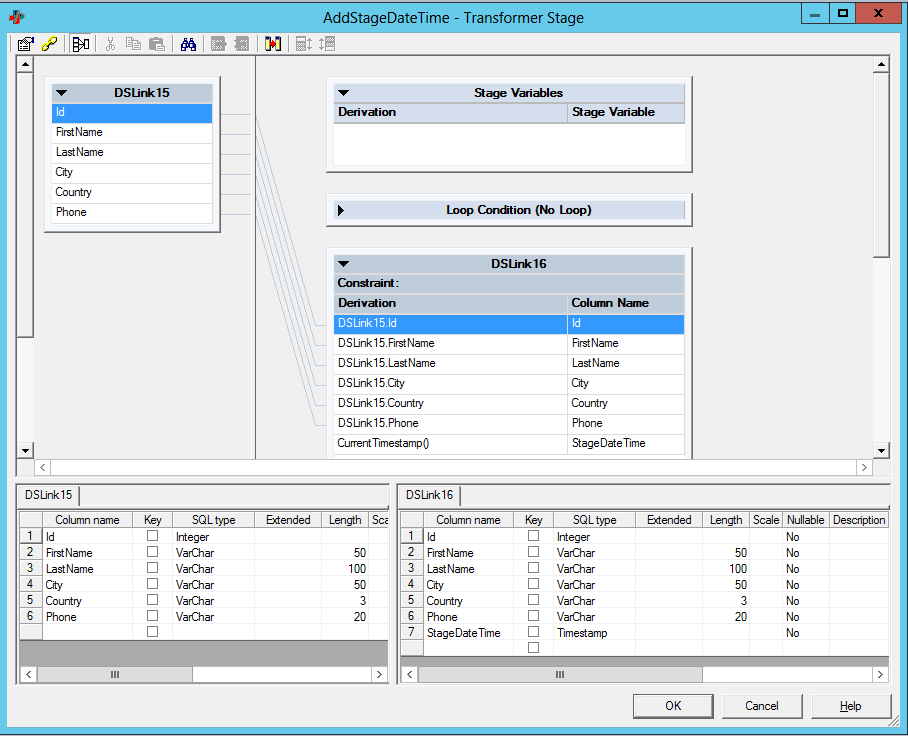 AddStageDateTime - Transformer Stage
DSLink15
Id
FirstName
LastName
City
Country
Phone
Stage Variables
Derivation Stage Variable
Loop Condition (No Loop)
DSLink16
Constraint:
Derivation Column Name
DSLink15.Id Id
DSLink15.FirstName FirstName
DSLink15.LastName LastName
DSLink15.City City
DSLink15.Country Country
DSLink15.Phone Phone
CurrentTimestamp() StageDateTime
DSLink15
Column name Key SQL type Extended Length Sca
1 Id Integer
2 FirstName VarChar 50
3 LastName VarChar 100
4 City VarChar 50
5 Country VarChar 3
6 Phone VarChar 20
DSLink16
Column name Key SQL type Extended Length Scale Nullable Description
1 Id Integer No
2 FirstName VarChar 50 No
3 LastName VarChar 100 No
4 City VarChar 50 No
5 Country VarChar 3 No
6 Phone VarChar 20 No
7 StageDateTime Timestamp No
OK Cancel Help